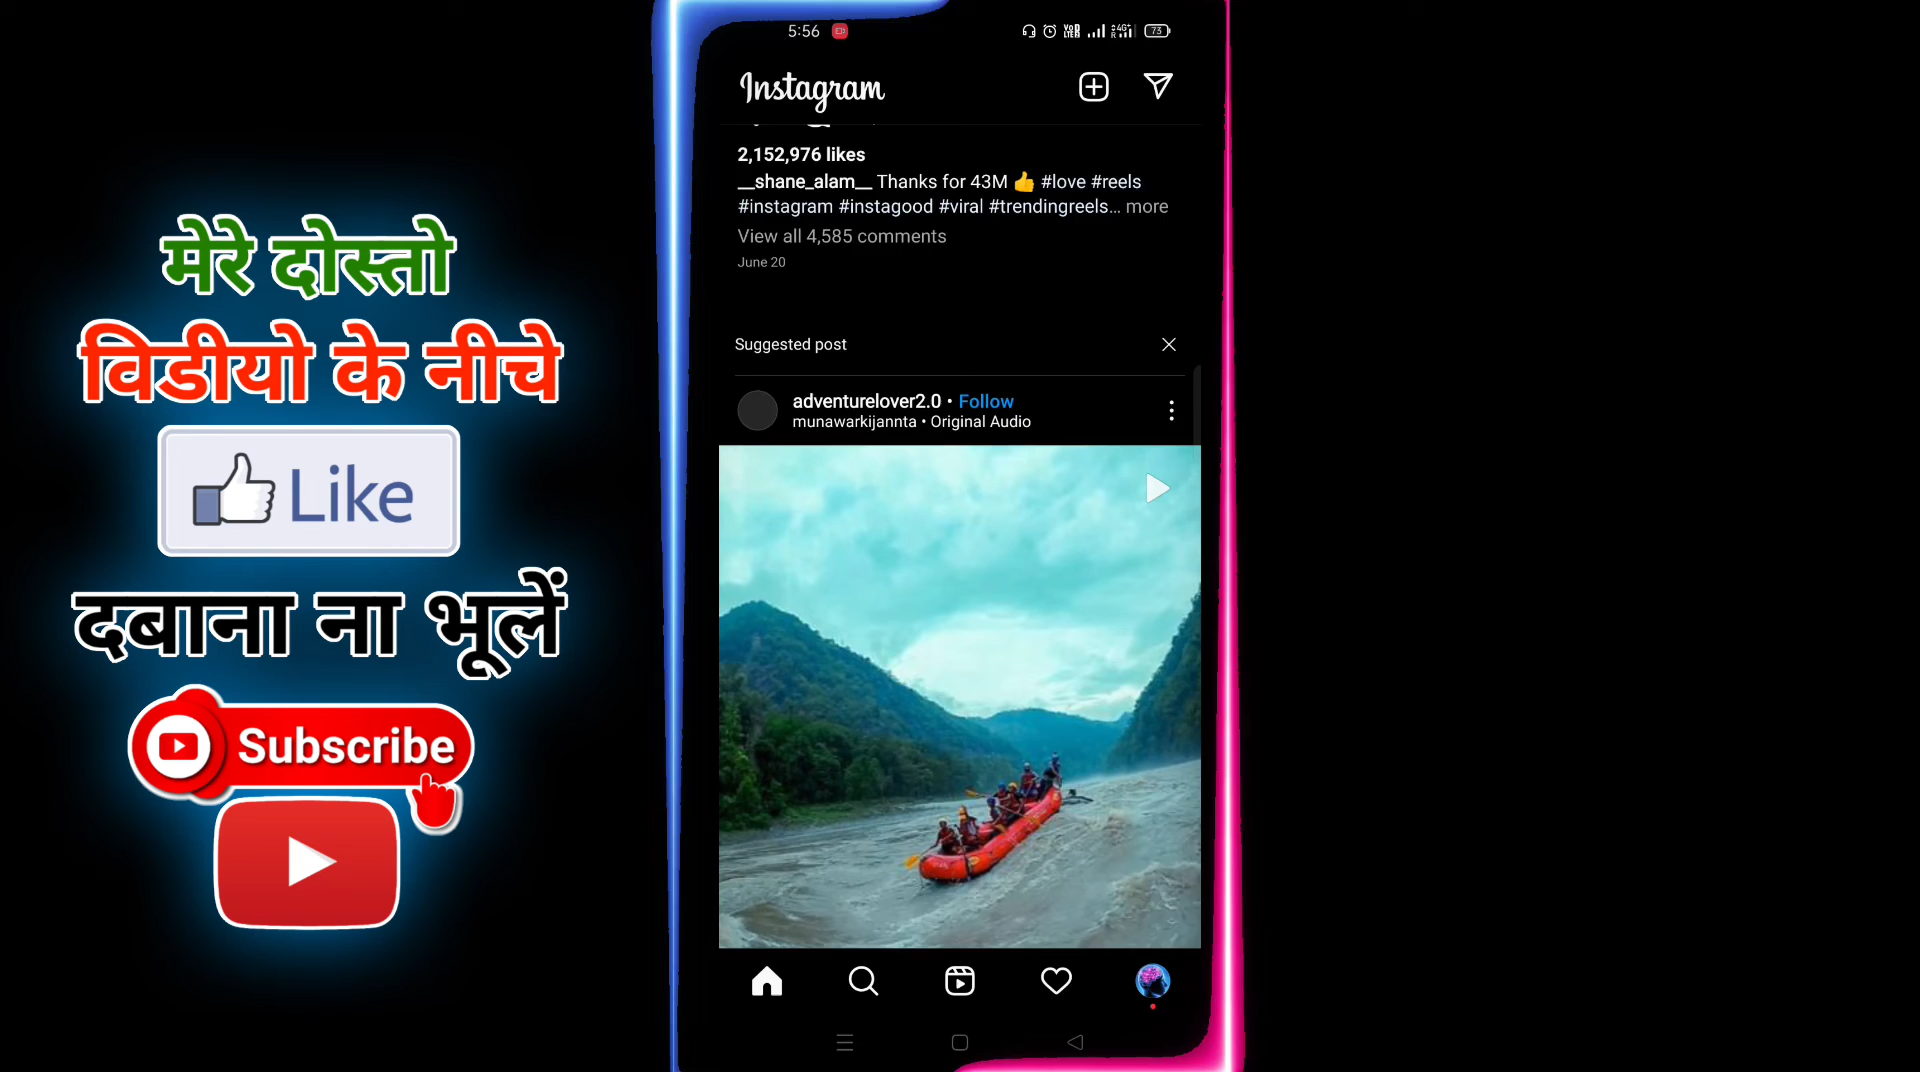 मेरे दोस्तो
विडीयो के नीचे
Like
दबाना ना भूलें
Subscribe
5:56
73
Instagram
2,152,976 likes
__shane_alam__ Thanks for 43M 👍 #love #reels
#instagram #instagood #viral #trendingreels... more
View all 4,585 comments
June 20
Suggested post
adventurelover2.0 • Follow
munawarkijannta • Original Audio